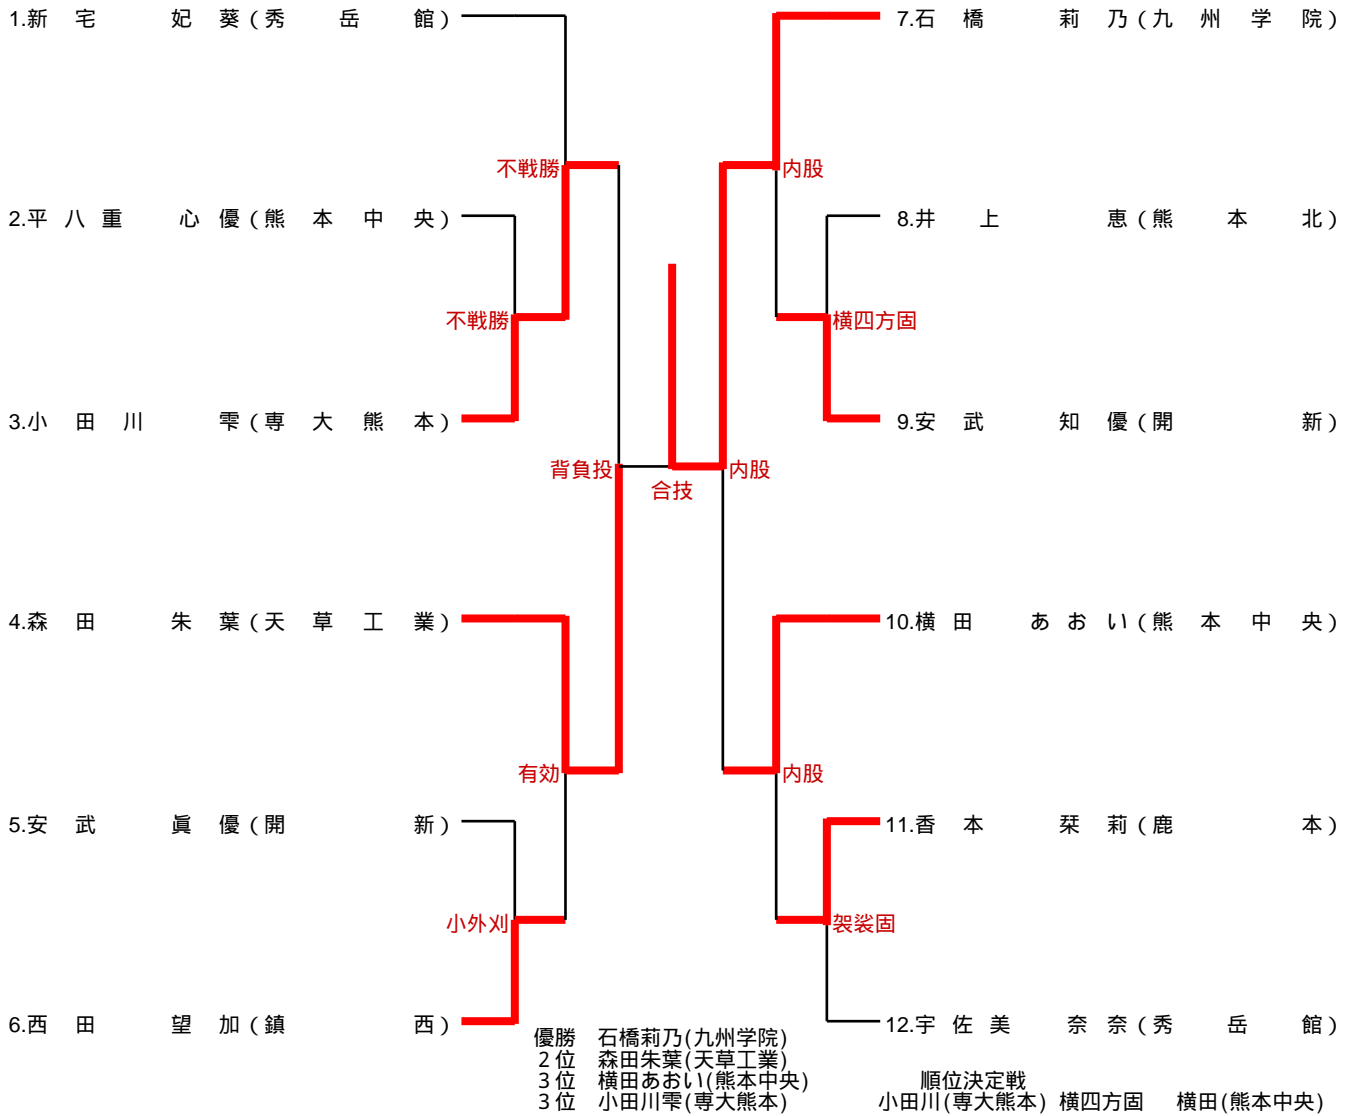 1.新宅 妃葵(秀岳館)
7.石橋 莉乃(九州学院)
不戦勝
内股
2.平八重 心優(熊本中央)
8.井上 恵(熊本北)
不戦勝
横四方固
3.小田川 雫(専大熊本)
9.安武 知優(開新)
背負投
内股
合技
4.森田 朱葉(天草工業)
10.横田 あおい(熊本中央)
有効
内股
5.安武 眞優(開新)
11.香本 栞莉(鹿本)
小外刈
袈裟固
6.西田 望加(鎮西)
12.宇佐美 奈奈(秀岳館)
優勝 石橋莉乃(九州学院)
2位 森田朱葉(天草工業)
3位 横田あおい(熊本中央)
順位決定戦
3位 小田川雫(専大熊本)
小田川(専大熊本) 横四方固 横田(熊本中央)